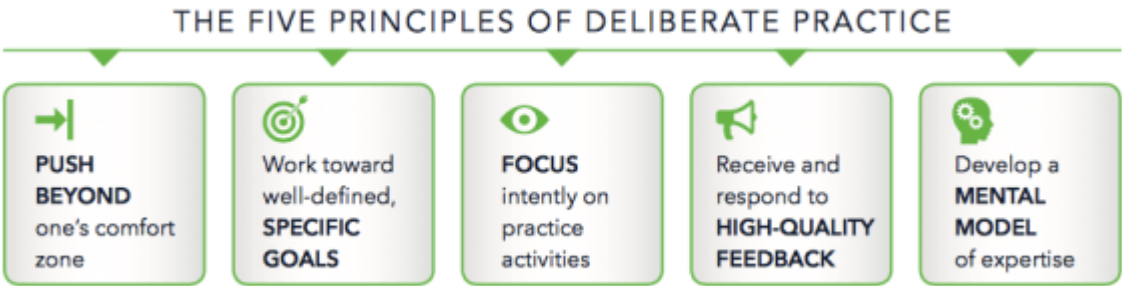 THE FIVE PRINCIPLES OF DELIBERATE PRACTICE
PUSH
BEYOND
one's comfort
zone
Work toward
well-defined,
SPECIFIC
GOALS
FOCUS
intently on
practice
activities
Receive and
respond to
HIGH-QUALITY
FEEDBACK
Develop a
MENTAL
MODEL
of expertise